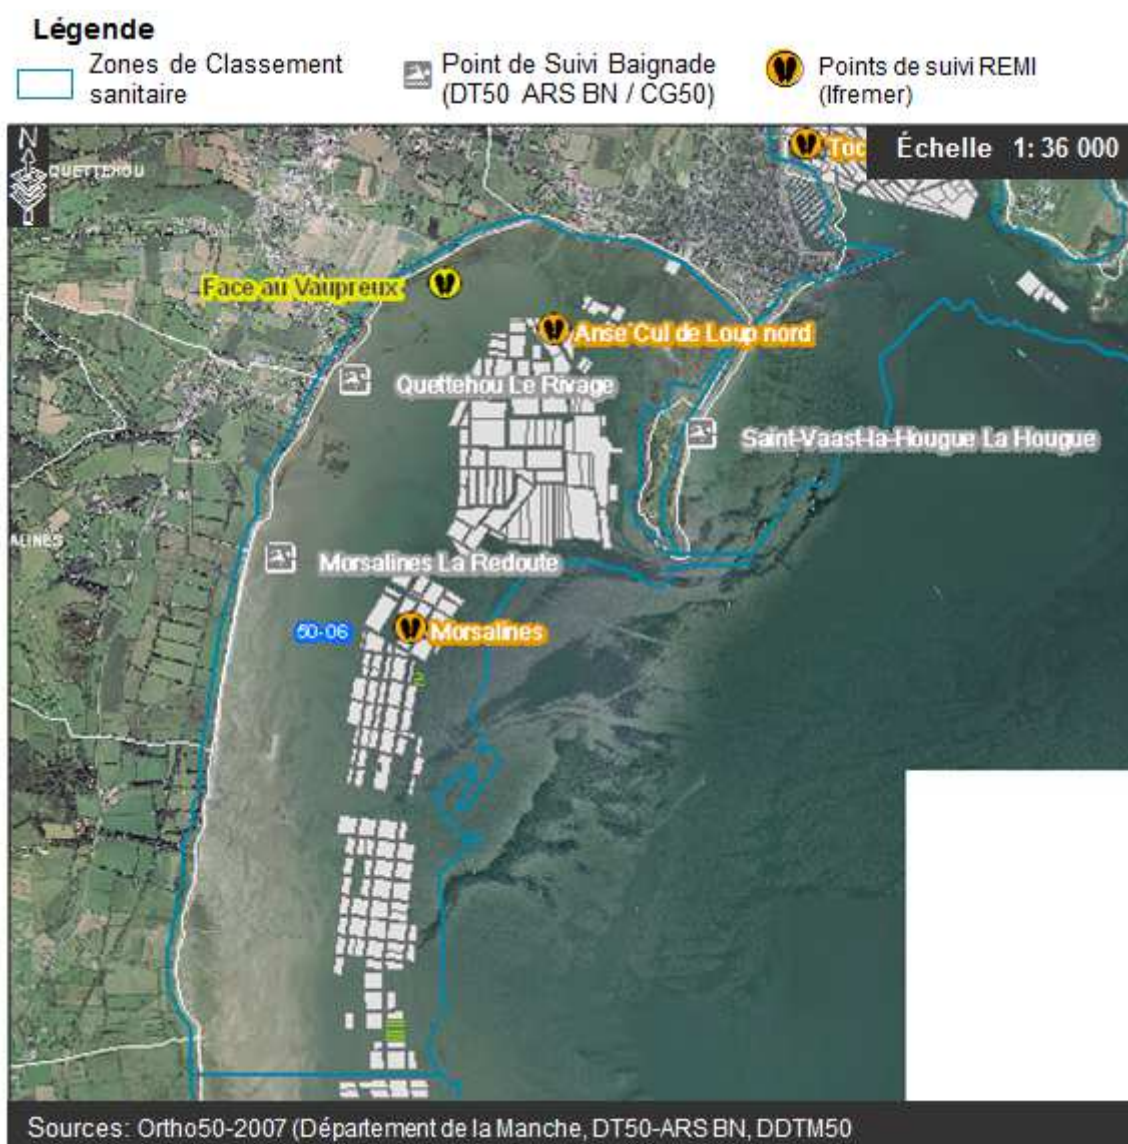 Légende
Zones de Classement
sanitaire
Point de Suivi Baignade
(DT50 ARS BN / CG50)
Points de suivi REMI
(Ifremer)
N
QUETTEHOU
Toc
Échelle 1: 36 000
Face au Vaupreux
Anse Cul de Loup nord
Quettehou Le Rivage
Saint-Vaast-la-Hougue La Hougue
ALINES
Morsalines La Redoute
50-06
Morsalines
Sources: Ortho50-2007 (Département de la Manche, DT50-ARS BN, DDTM50